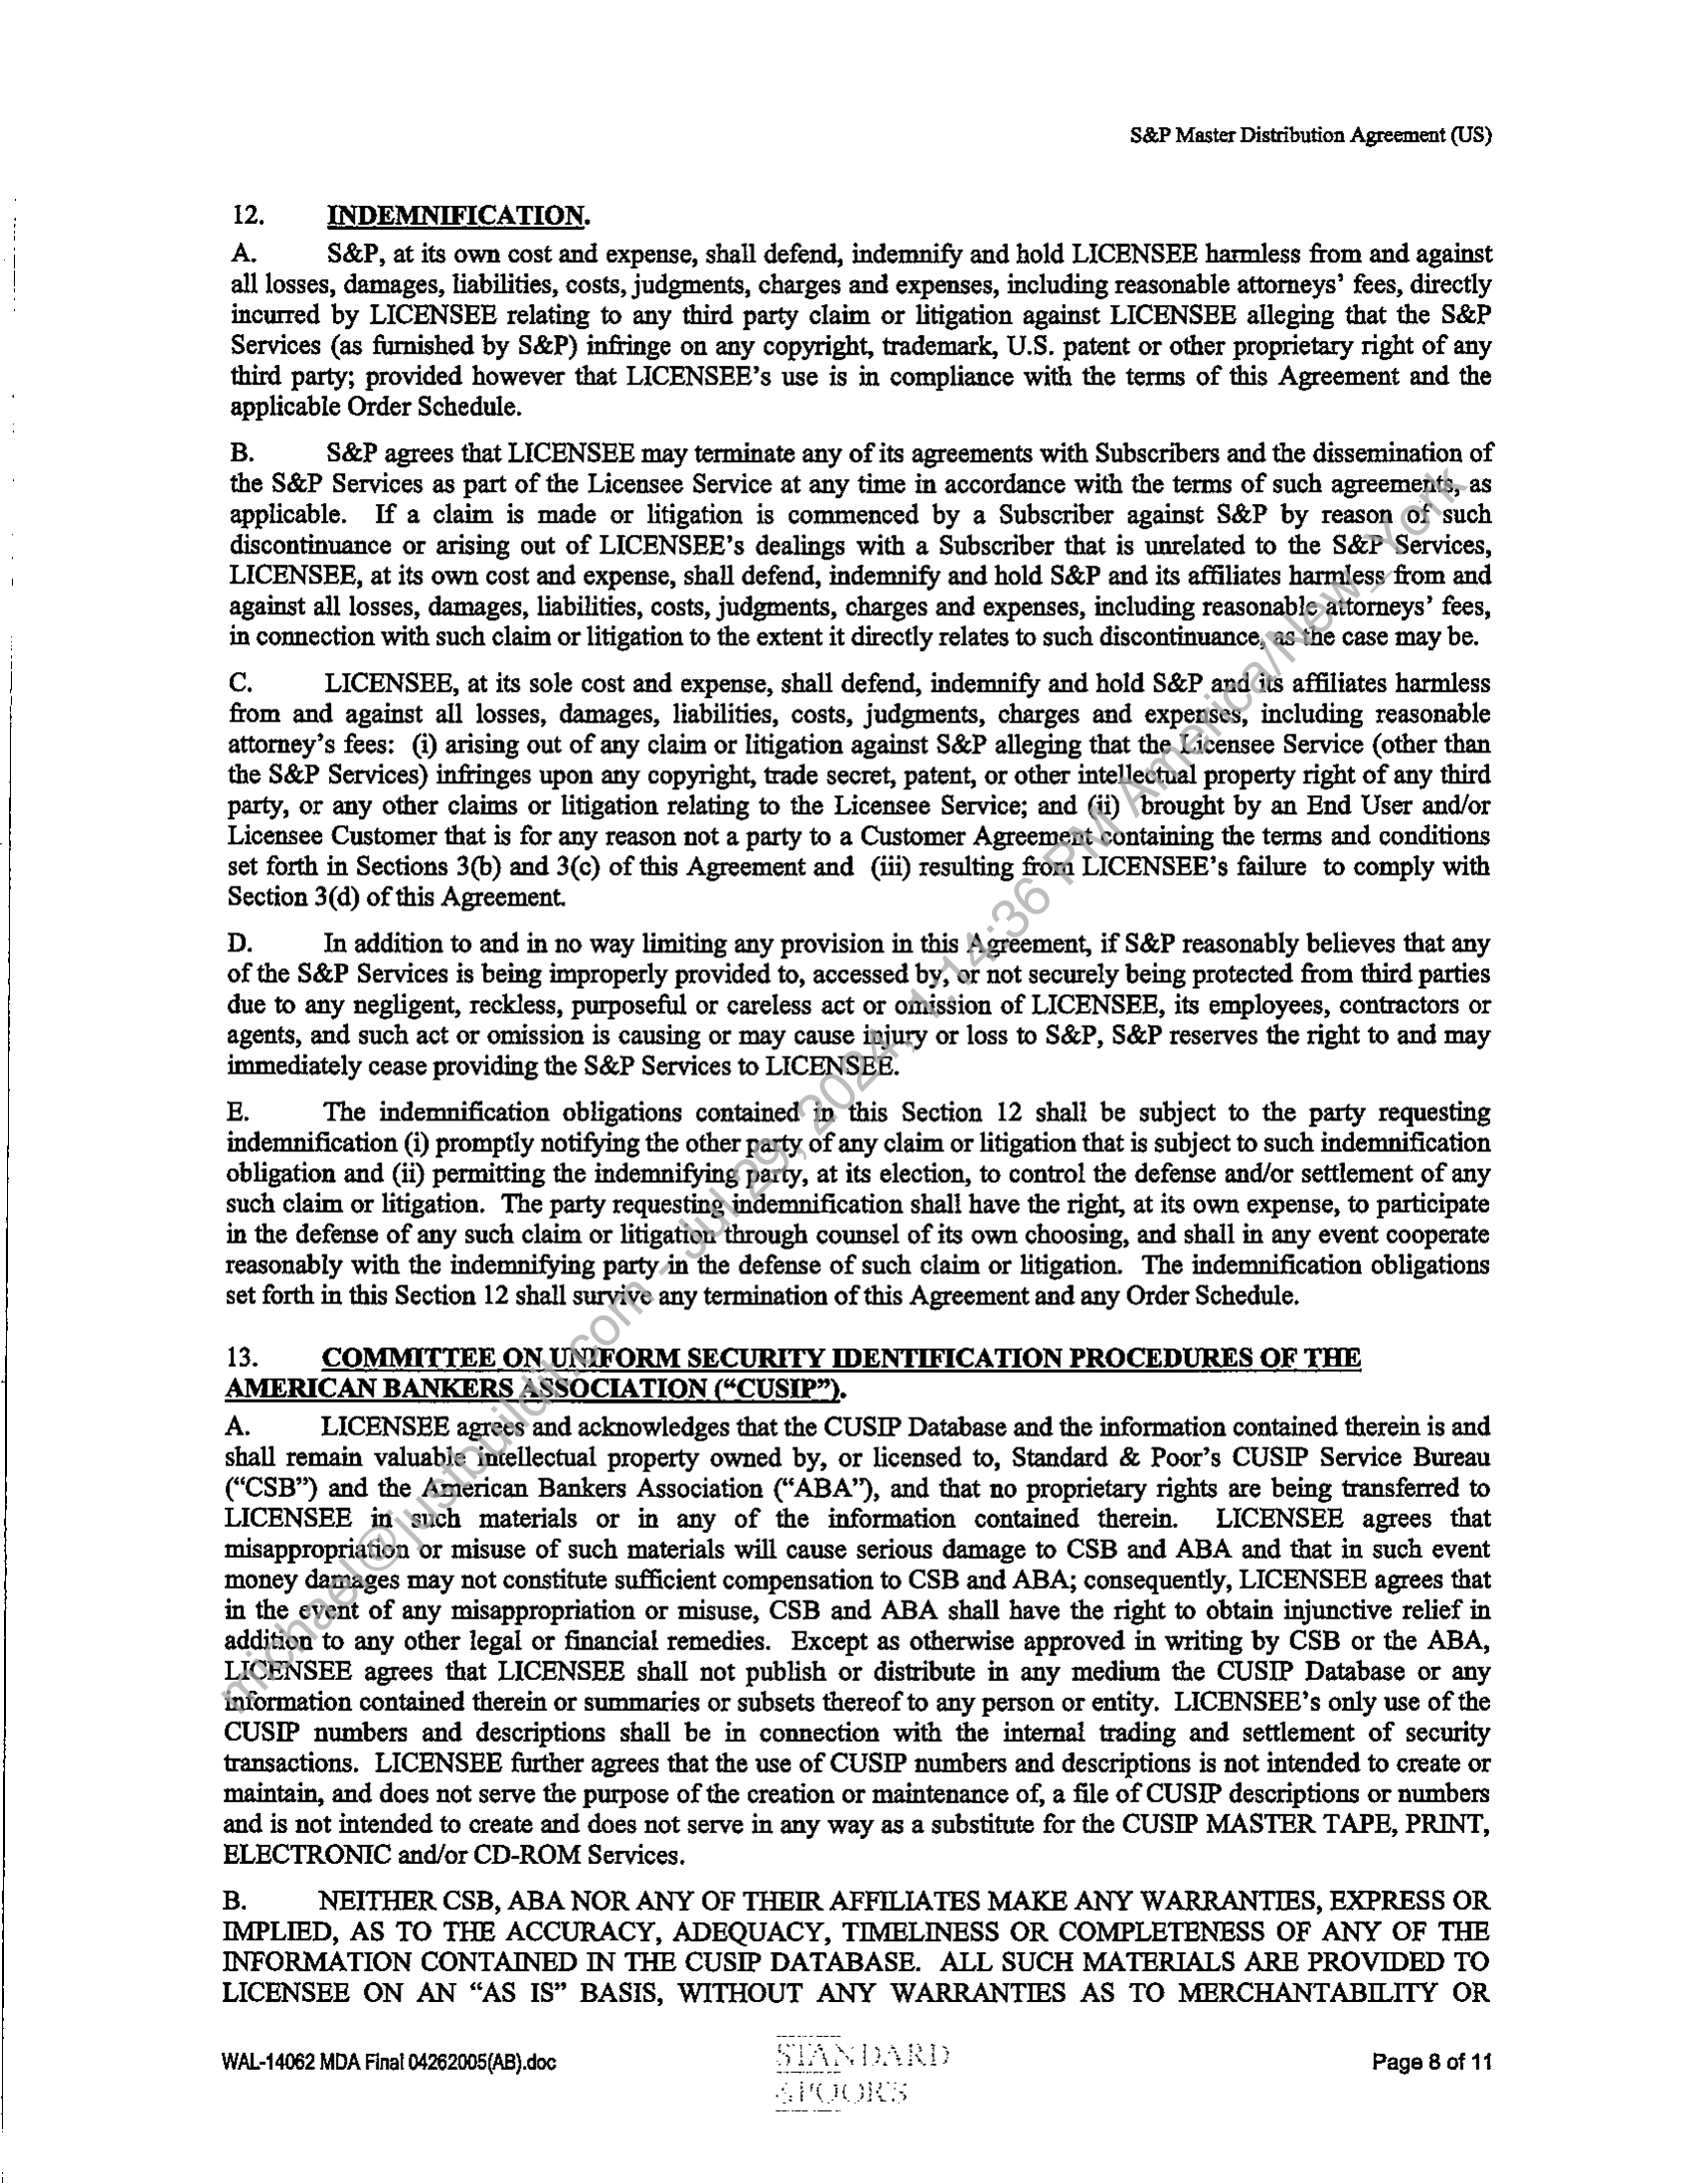 S&P Master Distribution Agreement (US)
12. INDEMNIFICATION.
A. S&P, at its own cost and expense, shall defend, indemnify and hold LICENSEE harmless from and against
all losses, damages, liabilities, costs, judgments, charges and expenses, including reasonable attorneys' fees, directly
incurred by LICENSEE relating to any third party claim or litigation against LICENSEE alleging that the S&P
Services (as furnished by S&P) infringe on any copyright, trademark, U.S. patent or other proprietary right of any
third party; provided however that LICENSEE's use is in compliance with the terms of this Agreement and the
applicable Order Schedule.
B. S&P agrees that LICENSEE may terminate any of its agreements with Subscribers and the dissemination of
the S&P Services as part of the Licensee Service at any time in accordance with the terms of such agreements, as
applicable. If a claim is made or litigation is commenced by a Subscriber against S&P by reason of such
discontinuance or arising out of LICENSEE's dealings with a Subscriber that is unrelated to the S&P Services,
LICENSEE, at its own cost and expense, shall defend, indemnify and hold S&P and its affiliates harmless from and
against all losses, damages, liabilities, costs, judgments, charges and expenses, including reasonable attorneys' fees,
in connection with such claim or litigation to the extent it directly relates to such discontinuance, as the case may be.
C. LICENSEE, at its sole cost and expense, shall defend, indemnify and hold S&P and its affiliates harmless
from and against all losses, damages, liabilities, costs, judgments, charges and expenses, including reasonable
attorney's fees: (i) arising out of any claim or litigation against S&P alleging that the Licensee Service (other than
the S&P Services) infringes upon any copyright, trade secret, patent, or other intellectual property right of any third
party, or any other claims or litigation relating to the Licensee Service; and (ii) brought by an End User and/or
Licensee Customer that is for any reason not a party to a Customer Agreement containing the terms and conditions
set forth in Sections 3(b) and 3(c) of this Agreement and (iii) resulting from LICENSEE's failure to comply with
Section 3(d) of this Agreement.
D. In addition to and in no way limiting any provision in this Agreement, if S&P reasonably believes that any
of the S&P Services is being improperly provided to, accessed by, or not securely being protected from third parties
due to any negligent, reckless, purposeful or careless act or omission of LICENSEE, its employees, contractors or
agents, and such act or omission is causing or may cause injury or loss to S&P, S&P reserves the right to and may
immediately cease providing the S&P Services to LICENSEE.
E. The indemnification obligations contained in this Section 12 shall be subject to the party requesting
indemnification (i) promptly notifying the other party of any claim or litigation that is subject to such indemnification
obligation and (ii) permitting the indemnifying party, at its election, to control the defense and/or settlement of any
such claim or litigation. The party requesting indemnification shall have the right, at its own expense, to participate
in the defense of any such claim or litigation through counsel of its own choosing, and shall in any event cooperate
reasonably with the indemnifying party in the defense of such claim or litigation. The indemnification obligations
set forth in this Section 12 shall survive any termination of this Agreement and any Order Schedule.
13. COMMITTEE ON UNIFORM SECURITY IDENTIFICATION PROCEDURES OF THE
AMERICAN BANKERS ASSOCIATION ("CUSIP").
A. LICENSEE agrees and acknowledges that the CUSIP Database and the information contained therein is and
shall remain valuable intellectual property owned by, or licensed to, Standard & Poor's CUSIP Service Bureau
("CSB") and the American Bankers Association ("ABA"), and that no proprietary rights are being transferred to
LICENSEE in such materials or in any of the information contained therein. LICENSEE agrees that
misappropriation or misuse of such materials will cause serious damage to CSB and ABA and that in such event
money damages may not constitute sufficient compensation to CSB and ABA; consequently, LICENSEE agrees that
in the event of any misappropriation or misuse, CSB and ABA shall have the right to obtain injunctive relief in
addition to any other legal or financial remedies. Except as otherwise approved in writing by CSB or the ABA,
LICENSEE agrees that LICENSEE shall not publish or distribute in any medium the CUSIP Database or any
information contained therein or summaries or subsets thereof to any person or entity. LICENSEE's only use of the
CUSIP numbers and descriptions shall be in connection with the internal trading and settlement of security
transactions. LICENSEE further agrees that the use of CUSIP numbers and descriptions is not intended to create or
maintain, and does not serve the purpose of the creation or maintenance of, a file of CUSIP descriptions or numbers
and is not intended to create and does not serve in any way as a substitute for the CUSIP MASTER TAPE, PRINT,
ELECTRONIC and/or CD-ROM Services.
B. NEITHER CSB, ABA NOR ANY OF THEIR AFFILIATES MAKE ANY WARRANTIES, EXPRESS OR
IMPLIED, AS TO THE ACCURACY, ADEQUACY, TIMELINESS OR COMPLETENESS OF ANY OF THE
INFORMATION CONTAINED IN THE CUSIP DATABASE. ALL SUCH MATERIALS ARE PROVIDED TO
LICENSEE ON AN "AS IS" BASIS, WITHOUT ANY WARRANTIES AS TO MERCHANTABILITY OR
WAL-14062 MDA Final 04262005(AB).doc
STANDARD
&POOR'S
Page 8 of 11
michael@justbuildit.com - Jul 29, 2024, 1:14:36 PM America/New_York